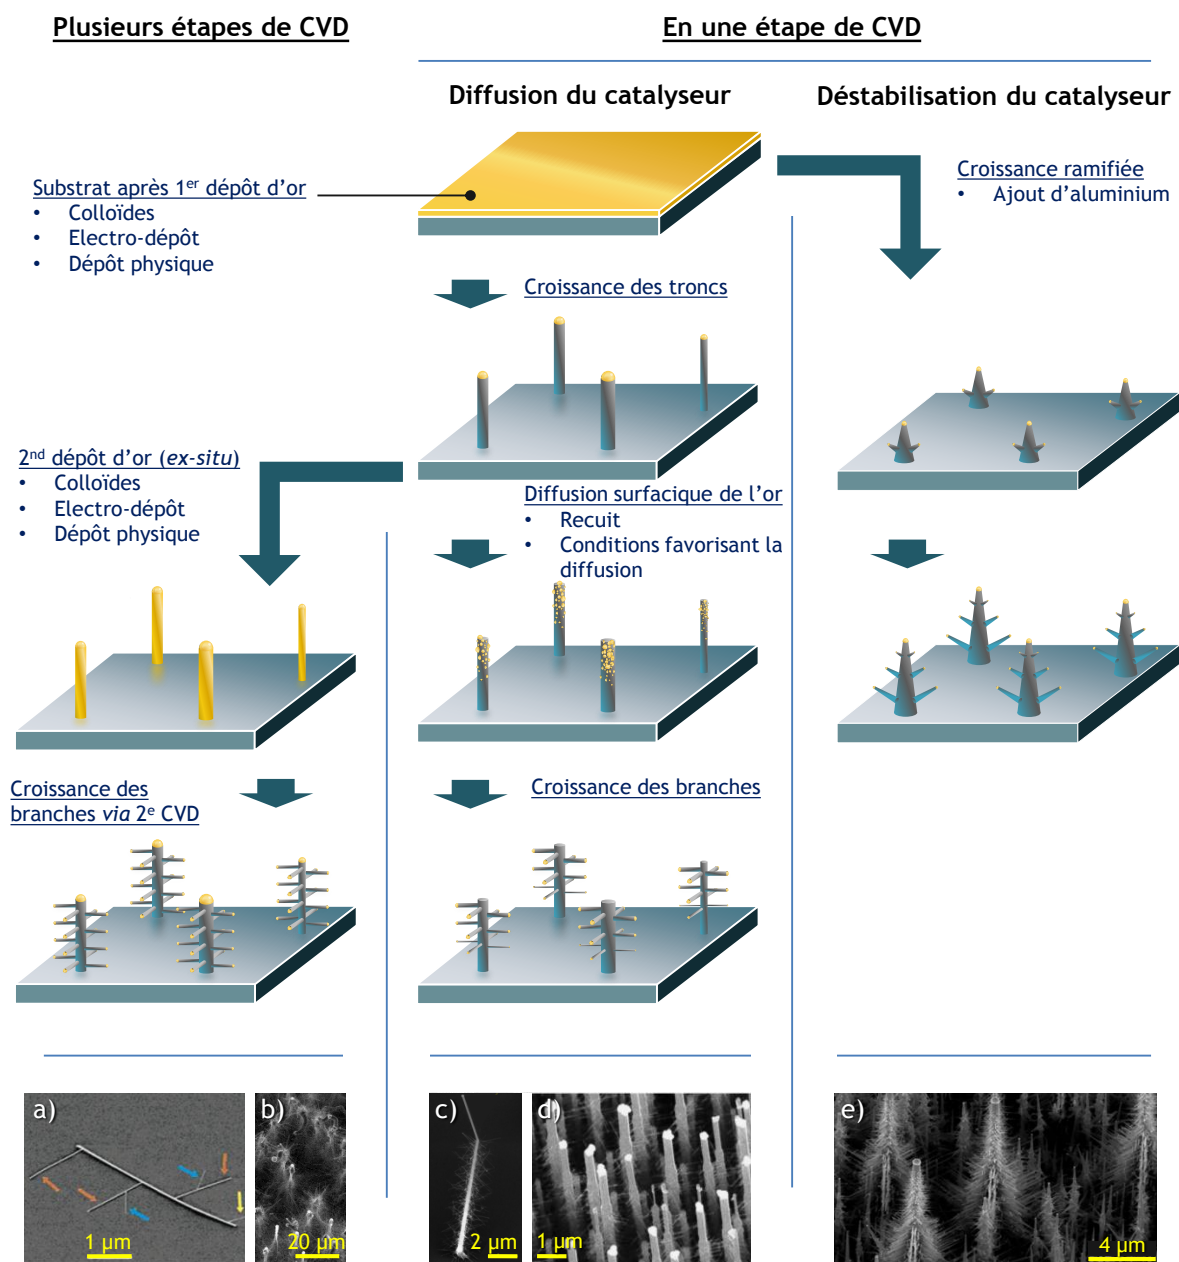 Plusieurs étapes de CVD
En une étape de CVD
Diffusion du catalyseur
Déstabilisation du catalyseur
Substrat après 1er dépôt d’or
• Colloïdes
• Electro-dépôt
• Dépôt physique
Croissance ramifiée
• Ajout d’aluminium
Croissance des troncs
2nd dépôt d’or (ex-situ)
• Colloïdes
• Electro-dépôt
• Dépôt physique
Diffusion surfacique de l’or
• Recuit
• Conditions favorisant la
diffusion
Croissance des
branches via 2e CVD
Croissance des branches
a)
1 µm
b)
20 µm
c)
2 µm
d)
1 µm
e)
4 µm